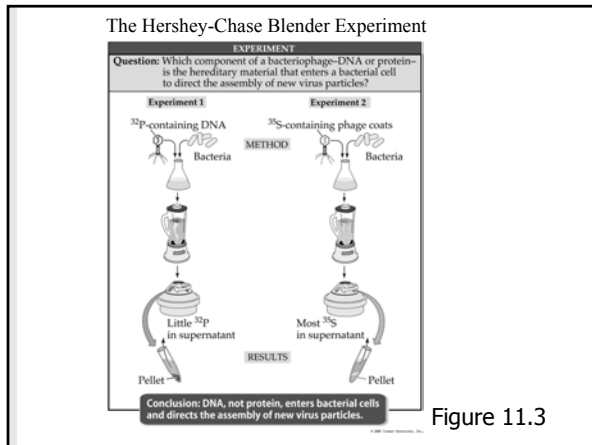 The Hershey-Chase Blender Experiment
EXPERIMENT
Question: Which component of a bacteriophage–DNA or protein–
is the hereditary material that enters a bacterial cell
to direct the assembly of new virus particles?
Experiment 1
Experiment 2
32P-containing DNA
35S-containing phage coats
METHOD
Bacteria
Bacteria
Little 32P
in supernatant
Most 35S
in supernatant
RESULTS
Pellet
Pellet
Conclusion: DNA, not protein, enters bacterial cells
and directs the assembly of new virus particles.
Figure 11.3